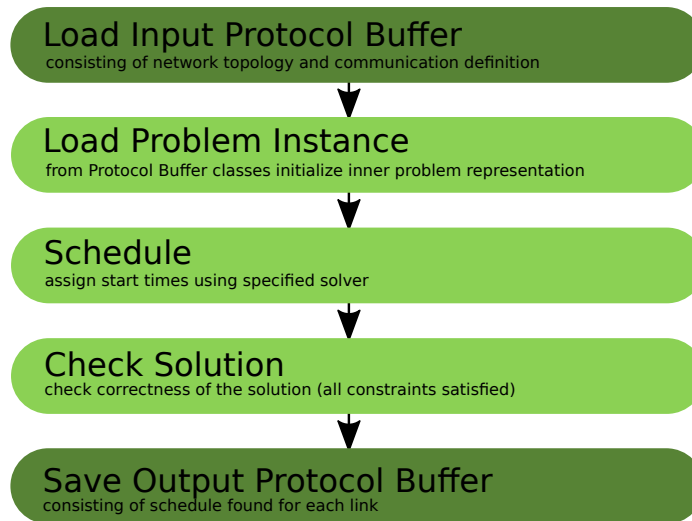 Load Input Protocol Buffer
consisting of network topology and communication definition
Load Problem Instance
from Protocol Buffer classes initialize inner problem representation
Schedule
assign start times using specified solver
Check Solution
check correctness of the solution (all constraints satisfied)
Save Output Protocol Buffer
consisting of schedule found for each link